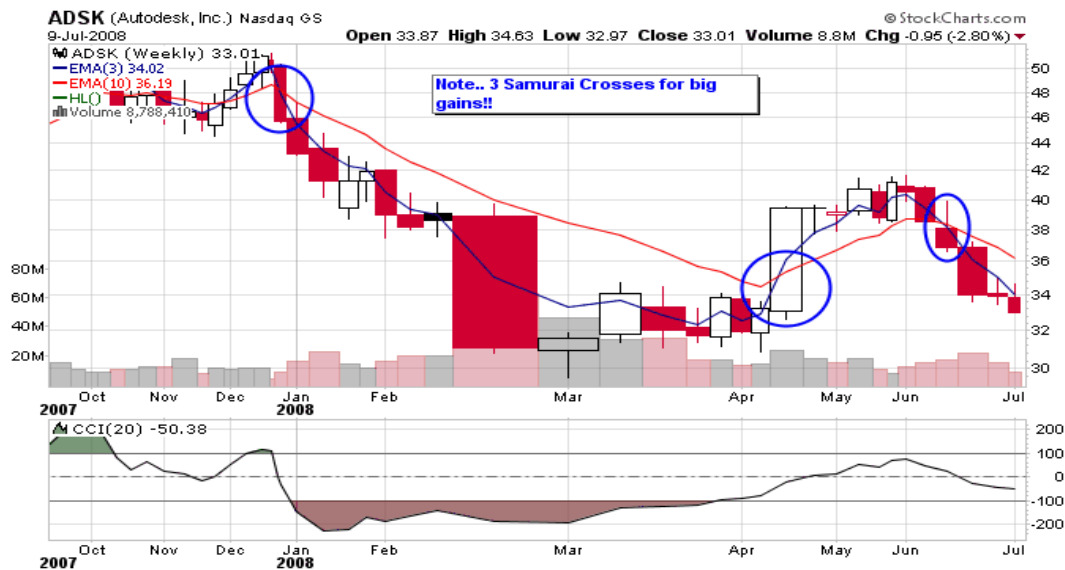 ADSK (Autodesk, Inc.) Nasdaq GS © StockCharts.com
9-Jul-2008 Open 33.87 High 34.63 Low 32.97 Close 33.01 Volume 8.8M Chg -0.95 (-2.80%)
ADSK (Weekly) 33.01
EMA(3) 34.02
EMA(10) 36.19
HL()
Volume 8,788,410
Note.. 3 Samurai Crosses for big
gains!!
50
48
46
44
42
40
38
36
34
32
30
80M
60M
40M
20M
Oct Nov Dec Jan Feb Mar Apr May Jun Jul
2007 2008
CCI(20) -50.38
200
100
0
-100
-200
Oct Nov Dec Jan Feb Mar Apr May Jun Jul
2007 2008